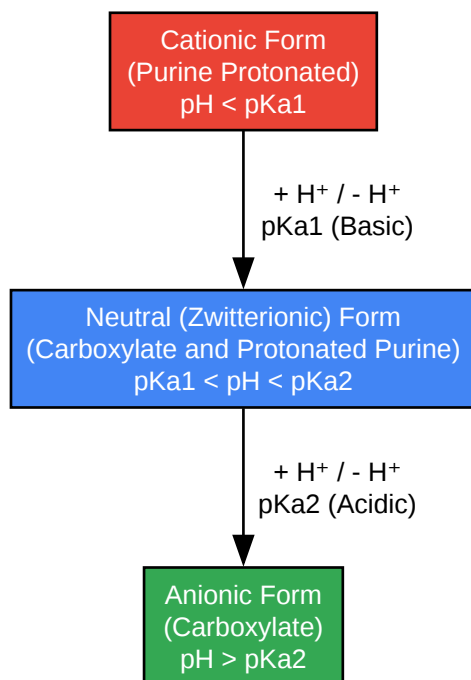 Cationic Form
(Purine Protonated)
pH < pKa1
+ H⁺ / - H⁺
pKa1 (Basic)
Neutral (Zwitterionic) Form
(Carboxylate and Protonated Purine)
pKa1 < pH < pKa2
+ H⁺ / - H⁺
pKa2 (Acidic)
Anionic Form
(Carboxylate)
pH > pKa2